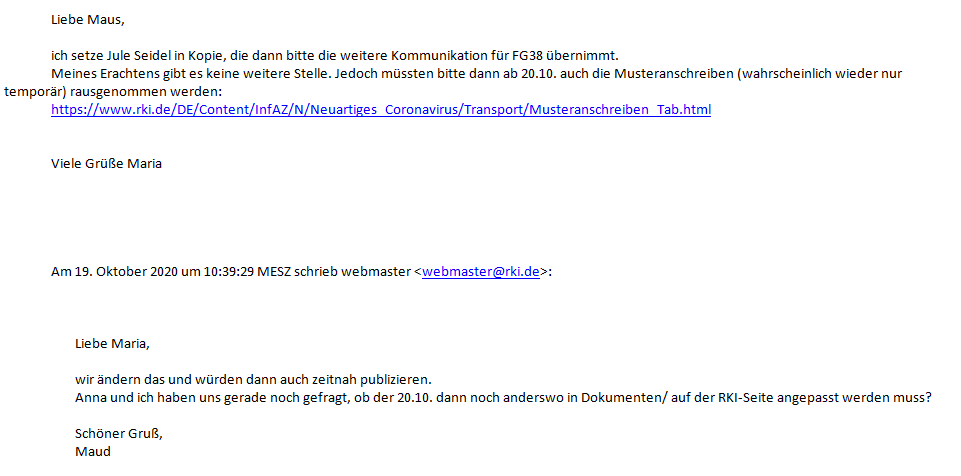 Liebe Maus,
ich setze Jule Seidel in Kopie, die dann bitte die weitere Kommunikation für FG38 übernimmt.
Meines Erachtens gibt es keine weitere Stelle. Jedoch müssten bitte dann ab 20.10. auch die Musteranschreiben (wahrscheinlich wieder nur
temporär) rausgenommen werden:
https://www.rki.de/DE/Content/InfAZ/N/Neuartiges_Coronavirus/Transport/Musteranschreiben_Tab.html
Viele Grüße Maria
Am 19. Oktober 2020 um 10:39:29 MESZ schrieb webmaster <webmaster@rki.de>:
Liebe Maria,
wir ändern das und würden dann auch zeitnah publizieren.
Anna und ich haben uns gerade noch gefragt, ob der 20.10. dann noch anderswo in Dokumenten/ auf der RKI-Seite angepasst werden muss?
Schöner Gruß,
Maud